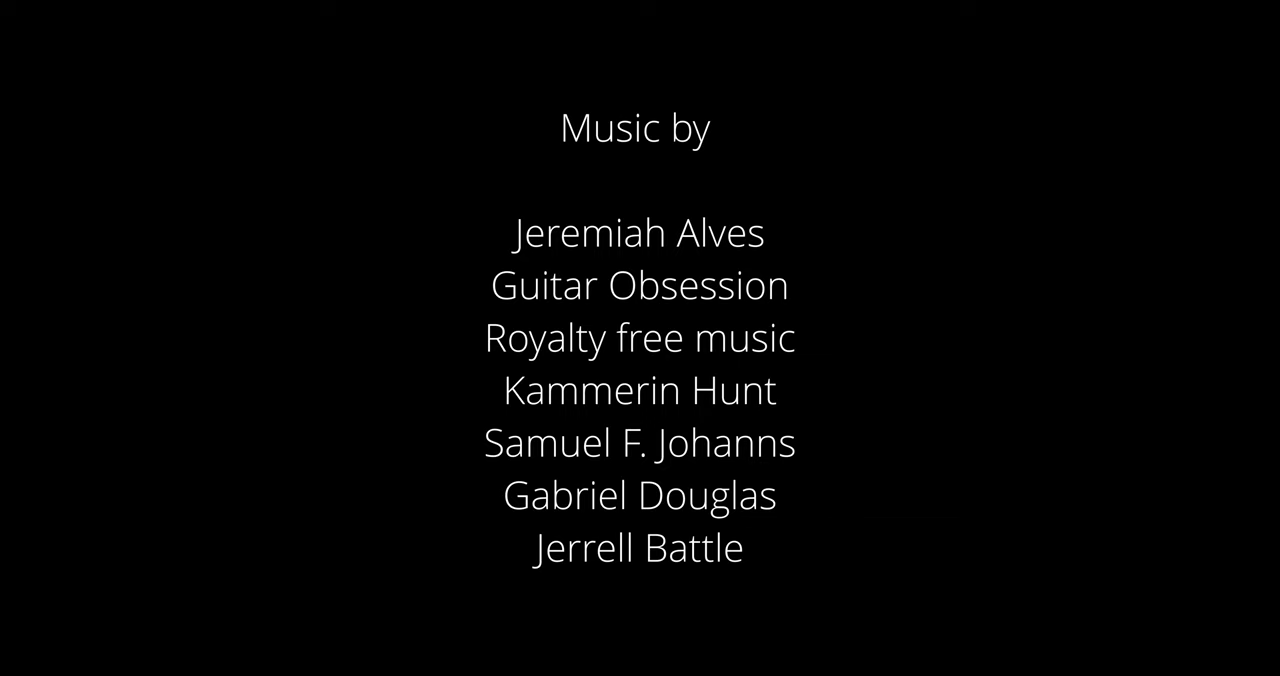 Music by
Jeremiah Alves
Guitar Obsession
Royalty free music
Kammerin Hunt
Samuel F. Johanns
Gabriel Douglas
Jerrell Battle